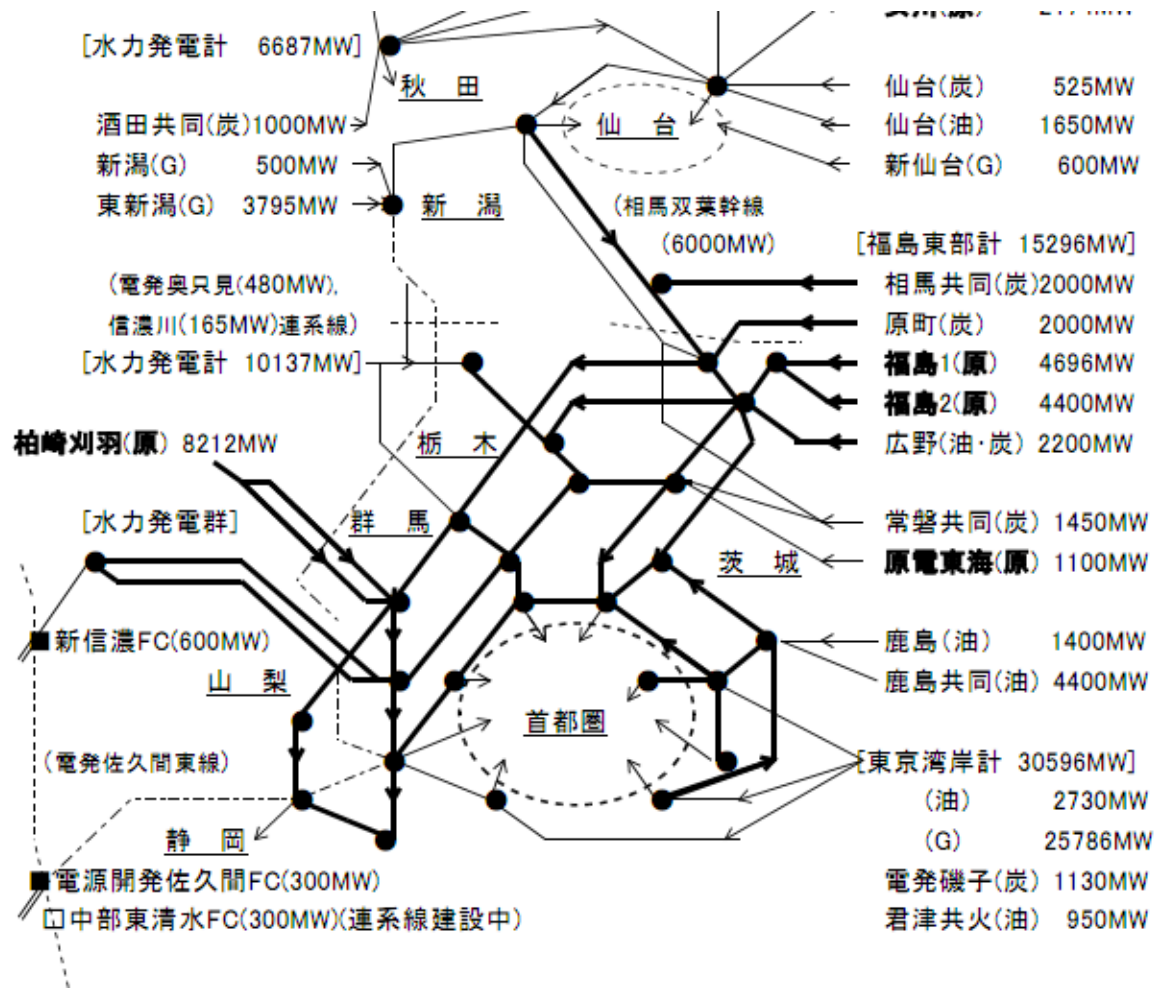 [水力発電計 6687MW]
秋 田
仙台(炭) 525MW
酒田共同(炭)1000MW
仙 台
仙台(油) 1650MW
新潟(G) 500MW
新仙台(G) 600MW
東新潟(G) 3795MW
新 潟
(相馬双葉幹線
(6000MW)
[福島東部計 15296MW]
(電発奥只見(480MW),
相馬共同(炭)2000MW
信濃川(165MW)連系線)
原町(炭) 2000MW
[水力発電計 10137MW]
福島1(原) 4696MW
福島2(原) 4400MW
柏崎刈羽(原) 8212MW
栃 木
広野(油・炭) 2200MW
[水力発電群]
群 馬
常磐共同(炭) 1450MW
茨 城
原電東海(原) 1100MW
■新信濃FC(600MW)
鹿島(油) 1400MW
山 梨
鹿島共同(油) 4400MW
首都圏
(電発佐久間東線)
[東京湾岸計 30596MW]
(油) 2730MW
静 岡
(G) 25786MW
■電源開発佐久間FC(300MW)
電発磯子(炭) 1130MW
□中部東清水FC(300MW)(連系線建設中)
君津共火(油) 950MW